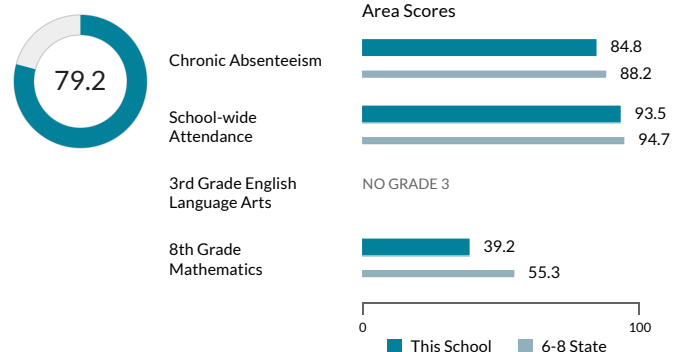 Area Scores
79.2
Chronic Absenteeism
84.8
88.2
School-wide
Attendance
93.5
94.7
3rd Grade English
Language Arts
NO GRADE 3
8th Grade
Mathematics
39.2
55.3
0
100
This School
6-8 State